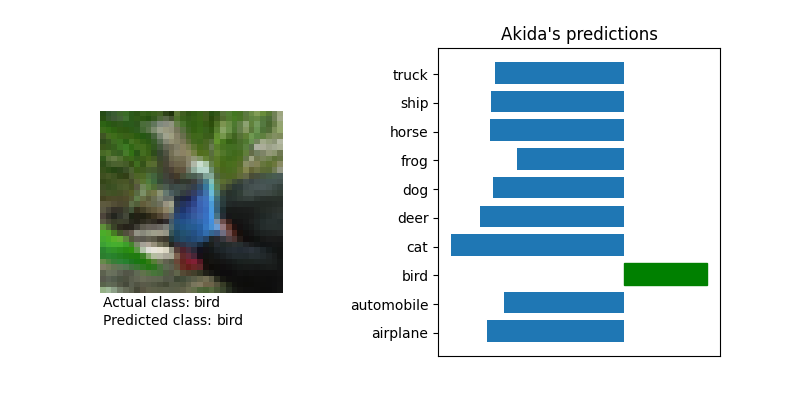 Akida's predictions
truck
ship
horse
frog
dog
deer
cat
bird
automobile
airplane
Actual class: bird
Predicted class: bird